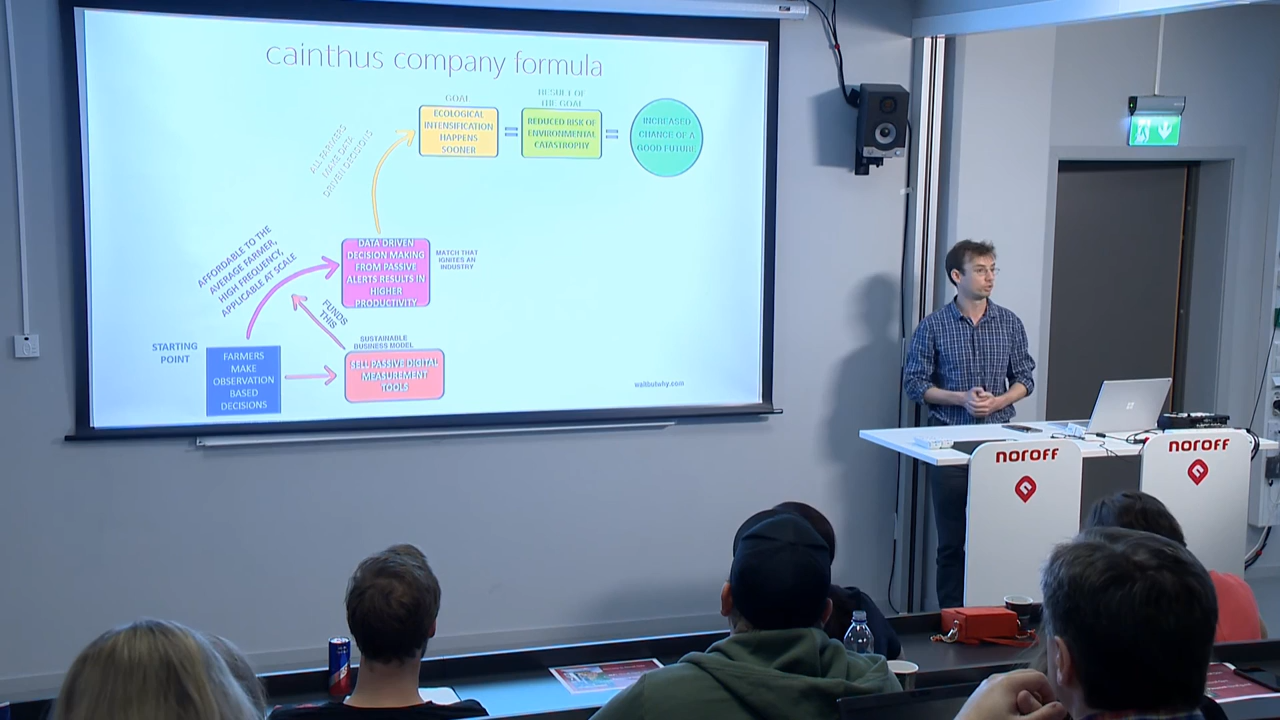 cainthus company formula
GOAL
ECOLOGICAL
INTENSIFICATION
HAPPENS
SOONER
=
RESULT OF
THE GOAL
REDUCED RISK OF
ENVIRONMENTAL
CATASTROPHY
=
INCREASED
CHANCE OF A
GOOD FUTURE
ALL FARMERS
MAKE DATA
DRIVEN DECISION
AFFORDABLE TO THE
AVERAGE FARMER,
HIGH FREQUENCY,
APPLICABLE AT SCALE
DATA DRIVEN
DECISION MAKING
FROM PASSIVE
ALERTS RESULTS IN
HIGHER
PRODUCTIVITY
MATCH THAT
IGNITES AN
INDUSTRY
FUNDS
THIS
STARTING
POINT
FARMERS
MAKE
OBSERVATION
BASED
DECISIONS
SUSTAINABLE
BUSINESS MODEL
SELL PASSIVE DIGITAL
MEASUREMENT
TOOLS
waitbutwhy.com
noroff
noroff